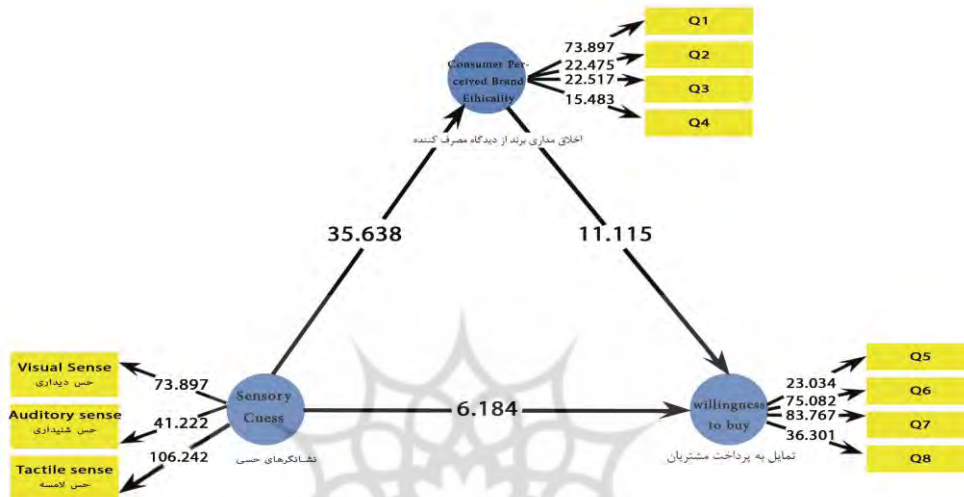 Q1
73.897
Q2
22.475
Q3
22.517
Q4
15.483
Consumer Per-
ceived Brand
Ethicality
اخلاق مداری برند از دیدگاه مصرف کننده
35.638
11.115
Visual Sense
حس دیداری
73.897
Auditory sense
حس شنیداری
41.222
Tactile sense
حس لامسه
106.242
Sensory
Cuess
نشانگرهای حسی
6.184
willingness
to buy
تمایل به پرداخت مشتریان
Q5
23.034
Q6
75.082
Q7
83.767
Q8
36.301